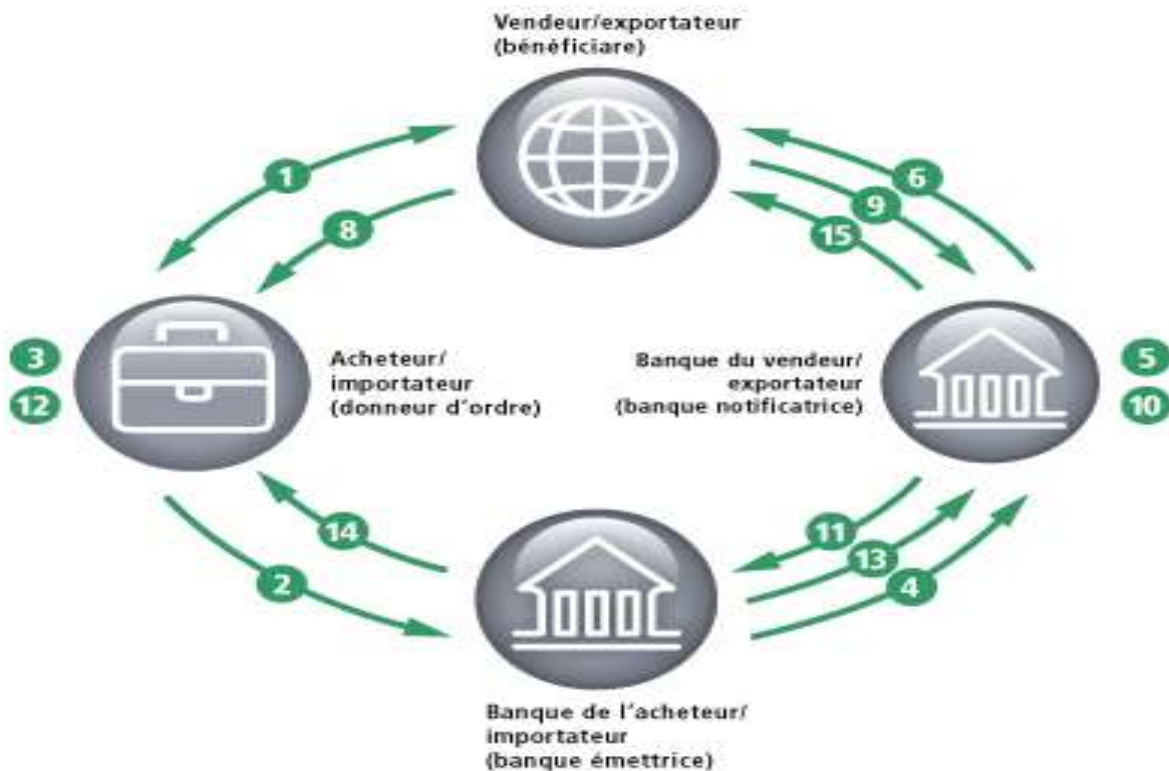 Vendeur/exportateur
(bénéficiare)
1
6
9
8
15
3
12
Acheteur/
importateur
(donneur d'ordre)
Banque du vendeur/
exportateur
(banque notificatrice)
5
10
14
11
13
2
4
Banque de l'acheteur/
importateur
(banque émettrice)